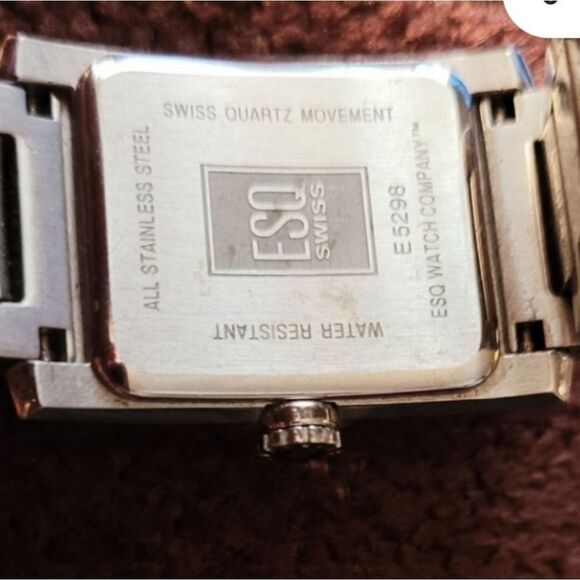 SWISS QUARTZ MOVEMENT
ALL STAINLESS STEEL
ESQ
SWISS
E5298
ESQ WATCH COMPANY™
WATER RESISTANT